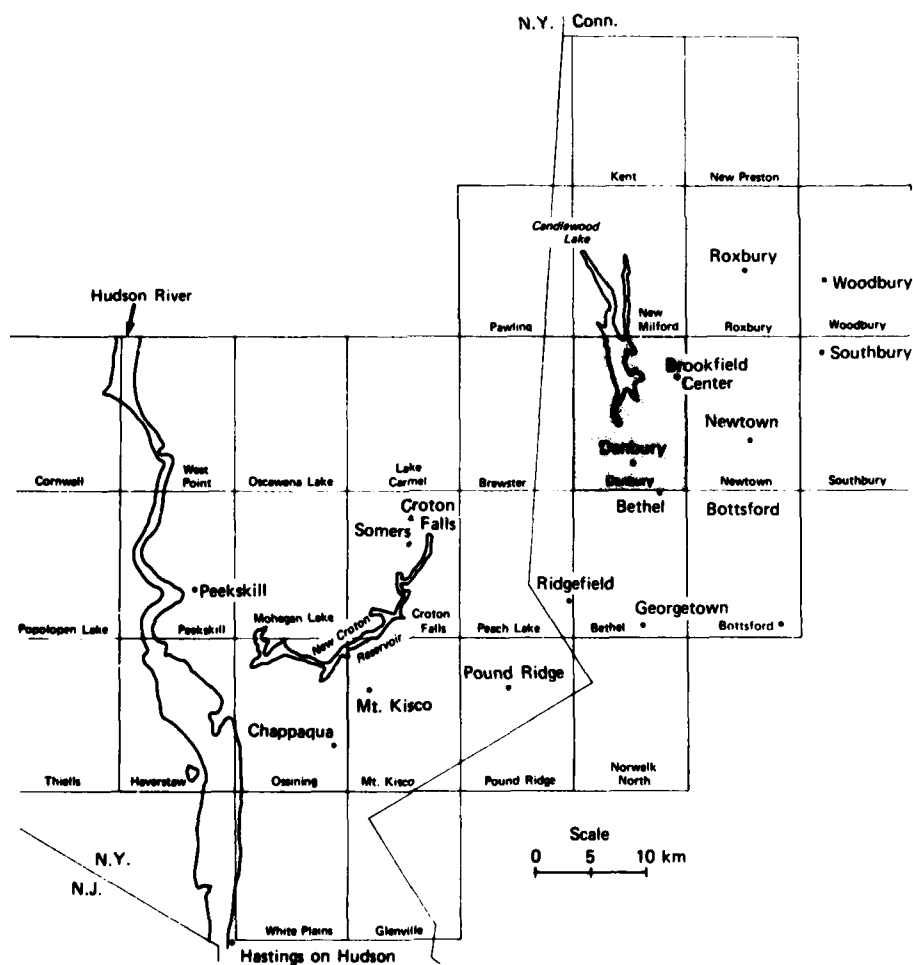 N.Y. Conn.
Kent New Preston
Candlewood
Lake
Roxbury
Woodbury
Hudson River
Pawling New
Milford Roxbury Woodbury
Southbury
Brookfield
Center
Newtown
Danbury
Cornwall West
Point Oscawena Lake Lake
Carmel Brewster Danbury Newtown Southbury
Croton
Falls
Somers
Bethel Bottsford
Peekskill
Ridgefield
Georgetown
Popolopen Lake Peekskill Mohegan Lake Croton
Falls Peach Lake Bethel Bottsford
New Croton
Reservoir
Pound Ridge
Mt. Kisco
Chappaqua
Thiells Haverstaw Ossining Mt. Kisco Pound Ridge Norwalk
North
Scale
0 5 10 km
N.Y.
N.J.
White Plains Glenville
Hastings on Hudson